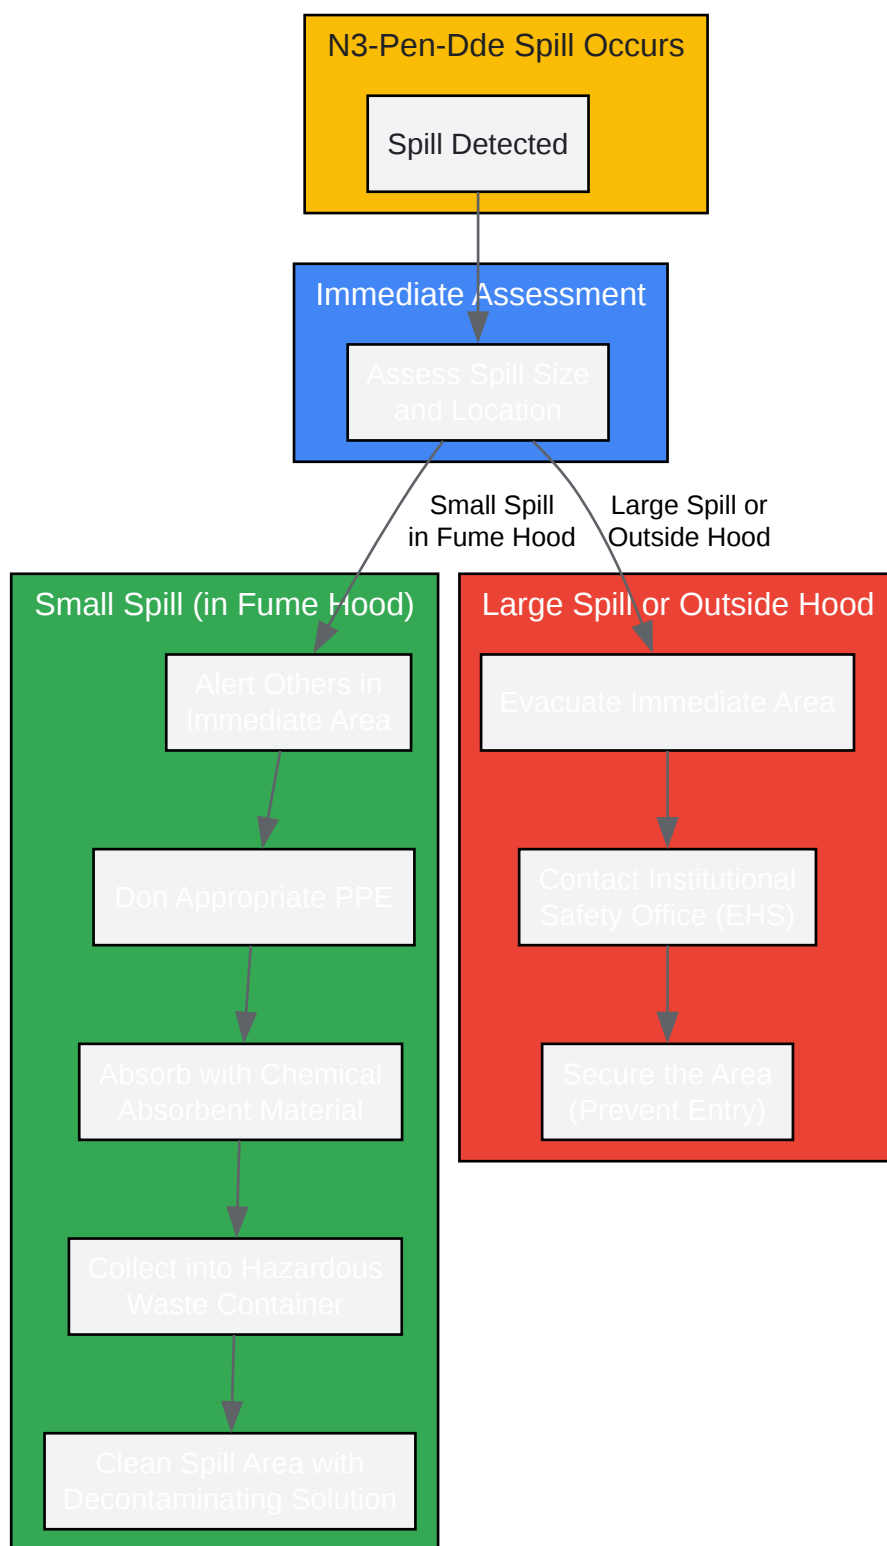 N3-Pen-Dde Spill Occurs
Spill Detected
Immediate Assessment
Assess Spill Size
and Location
Small Spill
in Fume Hood
Large Spill or
Outside Hood
Small Spill (in Fume Hood)
Alert Others in
Immediate Area
Don Appropriate PPE
Absorb with Chemical
Absorbent Material
Collect into Hazardous
Waste Container
Clean Spill Area with
Decontaminating Solution
Large Spill or Outside Hood
Evacuate Immediate Area
Contact Institutional
Safety Office (EHS)
Secure the Area
(Prevent Entry)